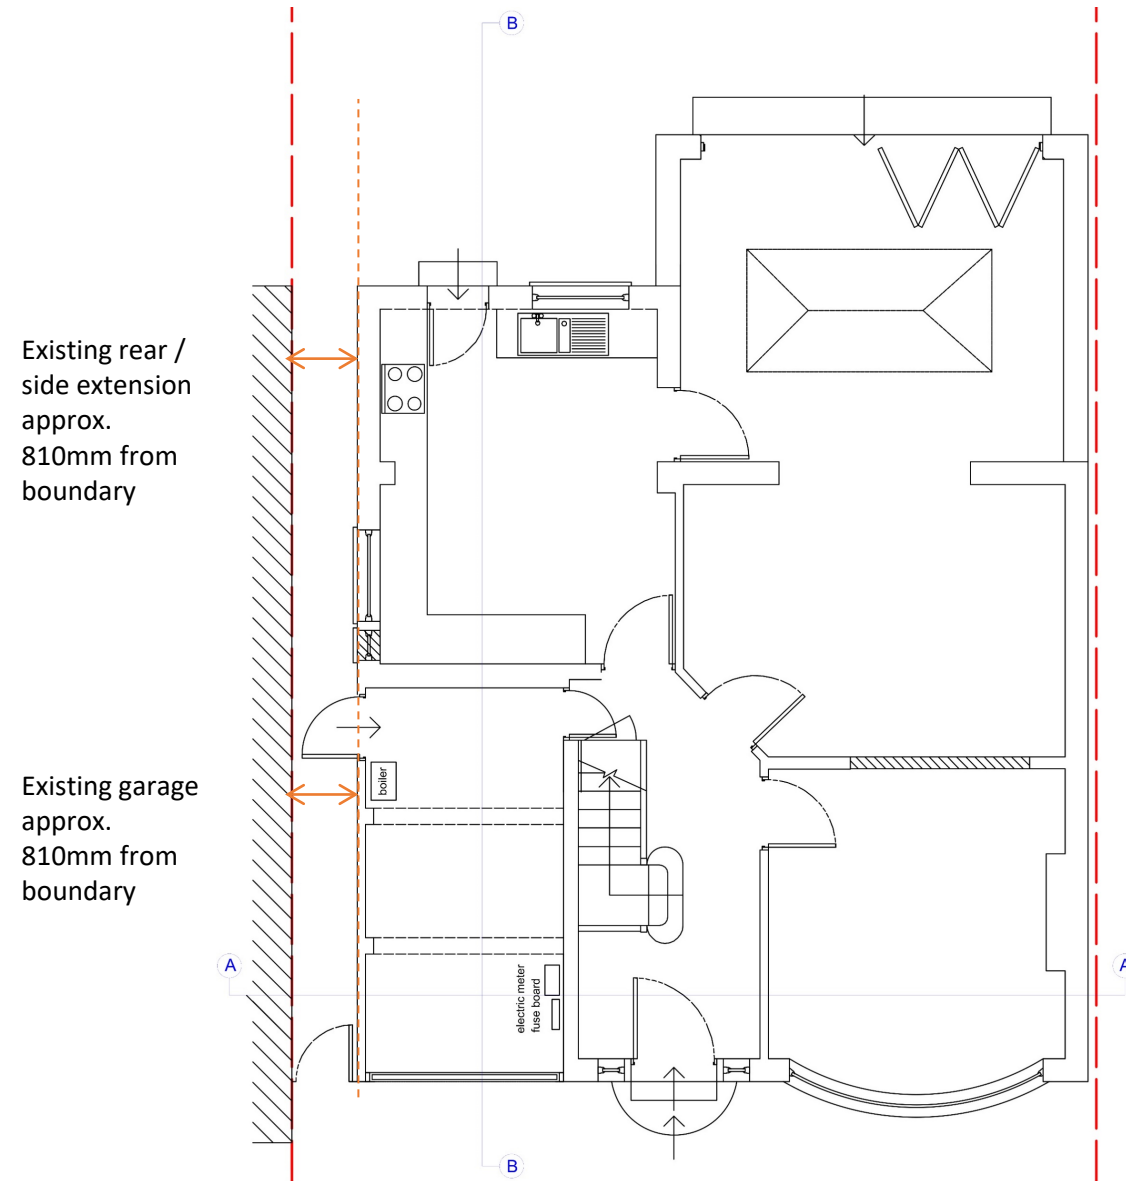 B
Existing rear /
side extension
approx.
810mm from
boundary
boiler
Existing garage
approx.
810mm from
boundary
electric meter
fuse board
A
A
B